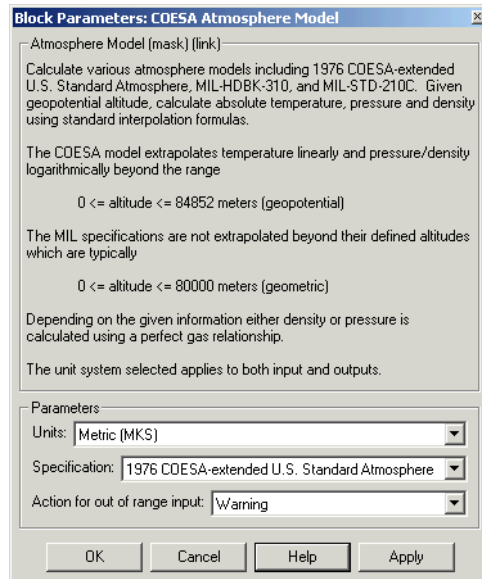 Block Parameters: COESA Atmosphere Model
Atmosphere Model (mask) (link)
Calculate various atmosphere models including 1976 COESA-extended
U.S. Standard Atmosphere, MIL-HDBK-310, and MIL-STD-210C. Given
geopotential altitude, calculate absolute temperature, pressure and density
using standard interpolation formulas.
The COESA model extrapolates temperature linearly and pressure/density
logarithmically beyond the range
0 <= altitude <= 84852 meters (geopotential)
The MIL specifications are not extrapolated beyond their defined altitudes
which are typically
0 <= altitude <= 80000 meters (geometric)
Depending on the given information either density or pressure is
calculated using a perfect gas relationship.
The unit system selected applies to both input and outputs.
Parameters
Units: Metric (MKS)
Specification: 1976 COESA-extended U.S. Standard Atmosphere
Action for out of range input: Warning
OK Cancel Help Apply